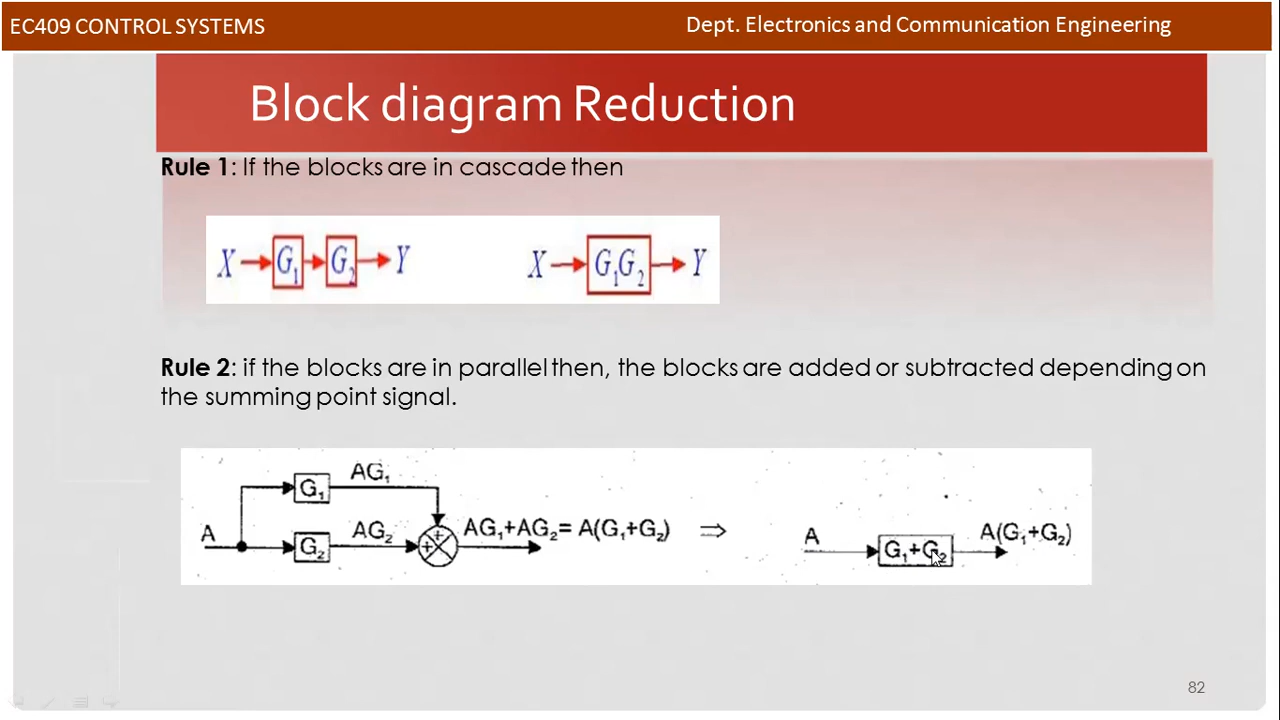 EC409 CONTROL SYSTEMS
Dept. Electronics and Communication Engineering
Block diagram Reduction
Rule 1: If the blocks are in cascade then
X G₁ G₂ Y
X G₁G₂ Y
Rule 2: if the blocks are in parallel then, the blocks are added or subtracted depending on
the summing point signal.
G₁ AG₁
A G₂ AG₂ + + AG₁+AG₂= A(G₁+G₂) ⇒
A G₁+G₂ A(G₁+G₂)
82